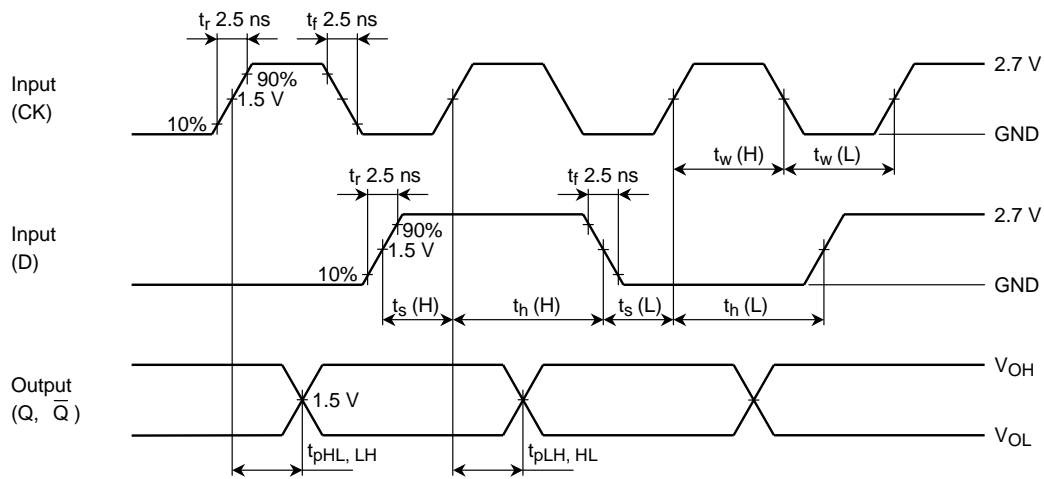 tr 2.5 ns tf 2.5 ns
Input
(CK)
90%
1.5 V
10%
2.7 V
GND
tw (H) tw (L)
tr 2.5 ns tf 2.5 ns
Input
(D)
90%
1.5 V
10%
2.7 V
GND
ts (H) th (H) ts (L) th (L)
Output
(Q, Q̅ )
VOH
1.5 V
VOL
tpHL, LH tpLH, HL